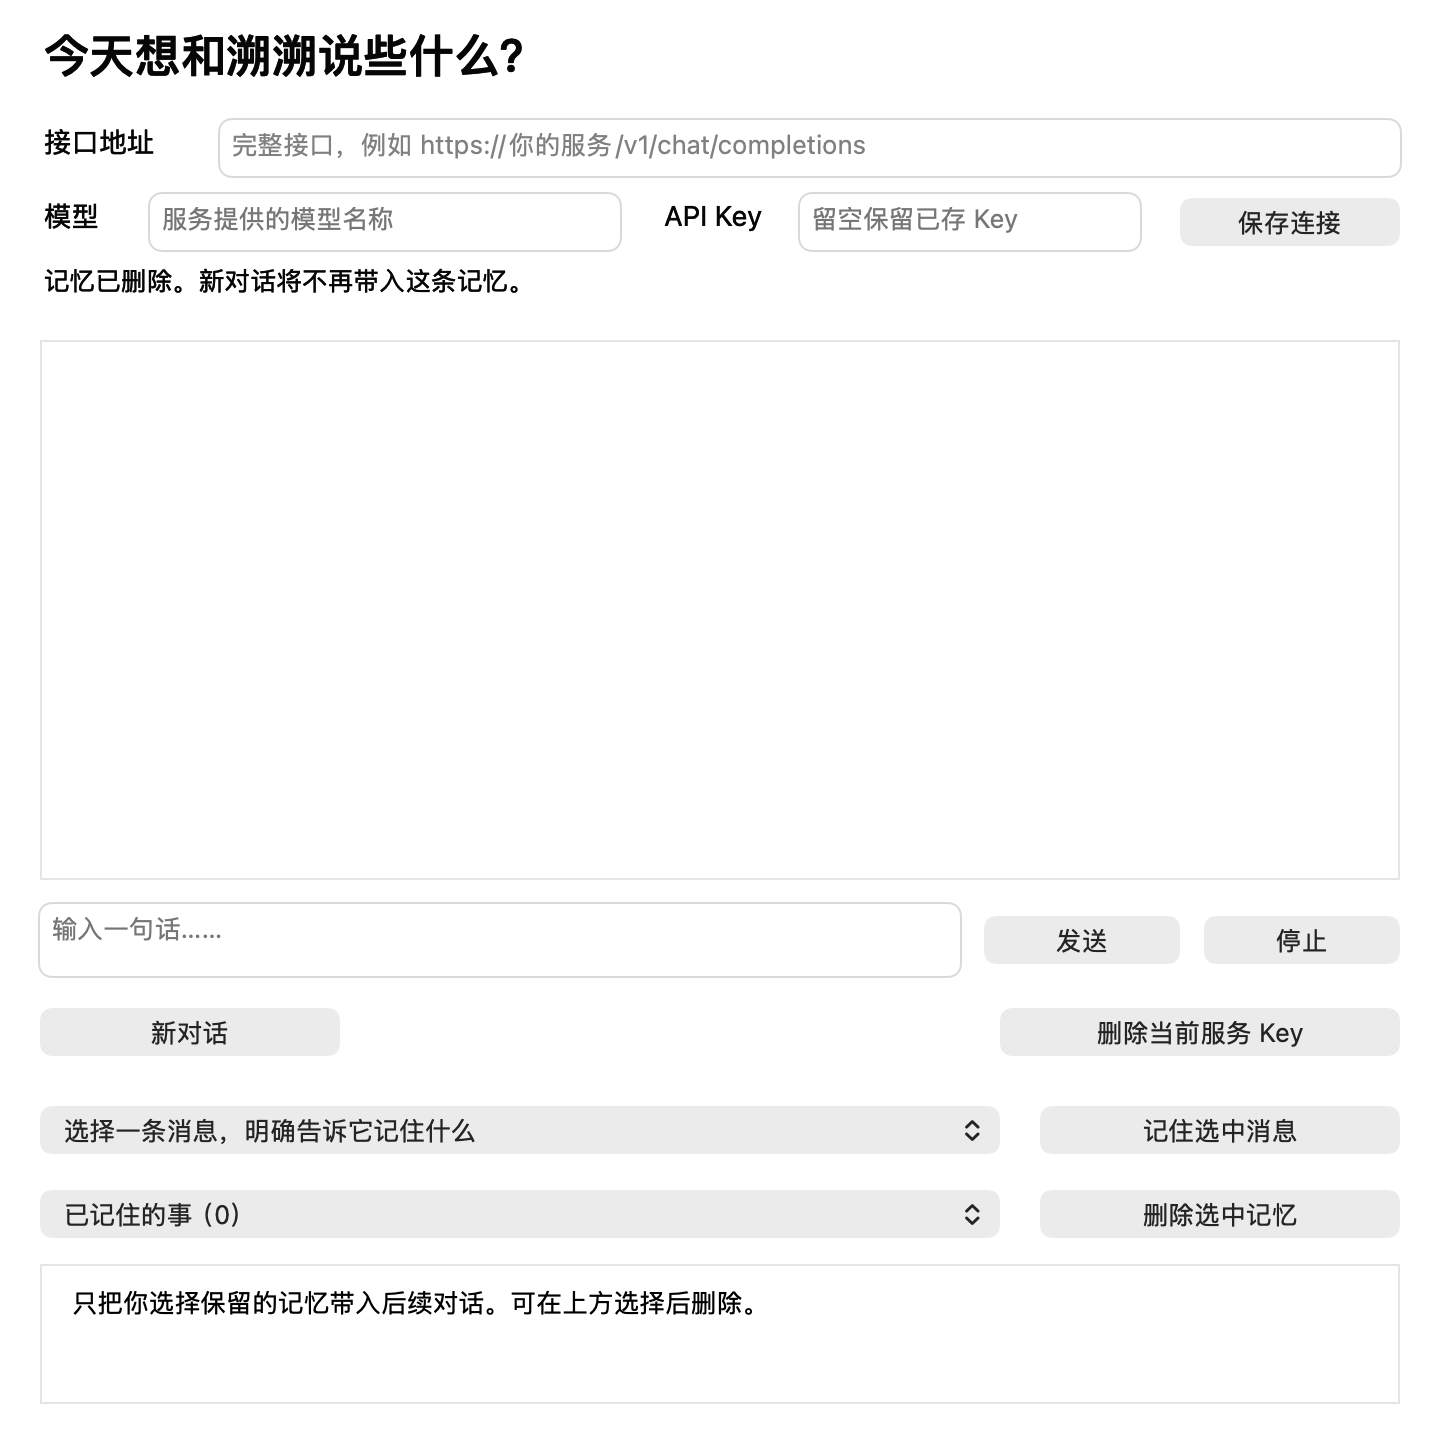 今天想和溯溯说些什么？
接口地址
完整接口，例如 https://你的服务/v1/chat/completions
模型
服务提供的模型名称
API Key
留空保留已存 Key
保存连接
记忆已删除。新对话将不再带入这条记忆。
输入一句话……
发送
停止
新对话
删除当前服务 Key
选择一条消息，明确告诉它记住什么
记住选中消息
已记住的事（0）
删除选中记忆
只把你选择保留的记忆带入后续对话。可在上方选择后删除。